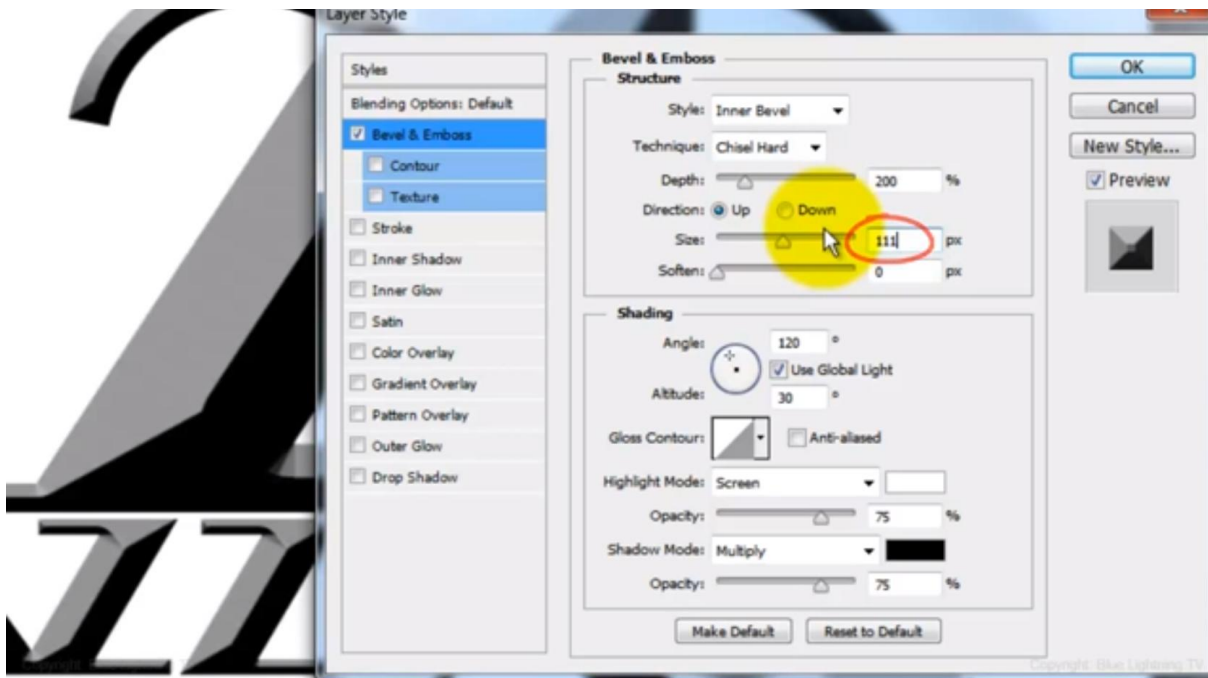 Layer Style
Styles
Blending Options: Default
Bevel & Emboss
Contour
Texture
Stroke
Inner Shadow
Inner Glow
Satin
Color Overlay
Gradient Overlay
Pattern Overlay
Outer Glow
Drop Shadow
Bevel & Emboss
Structure
Style: Inner Bevel
Technique: Chisel Hard
Depth: 200 %
Direction: Up Down
Size: 111 px
Soften: 0 px
Shading
Angle: 120 °
Use Global Light
Altitude: 30 °
Gloss Contour: Anti-aliased
Highlight Mode: Screen
Opacity: 75 %
Shadow Mode: Multiply
Opacity: 75 %
Make Default Reset to Default
OK
Cancel
New Style...
Preview
Copyright: Blue Lightning TV